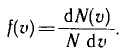 f(v) = dN(v) / N dv.